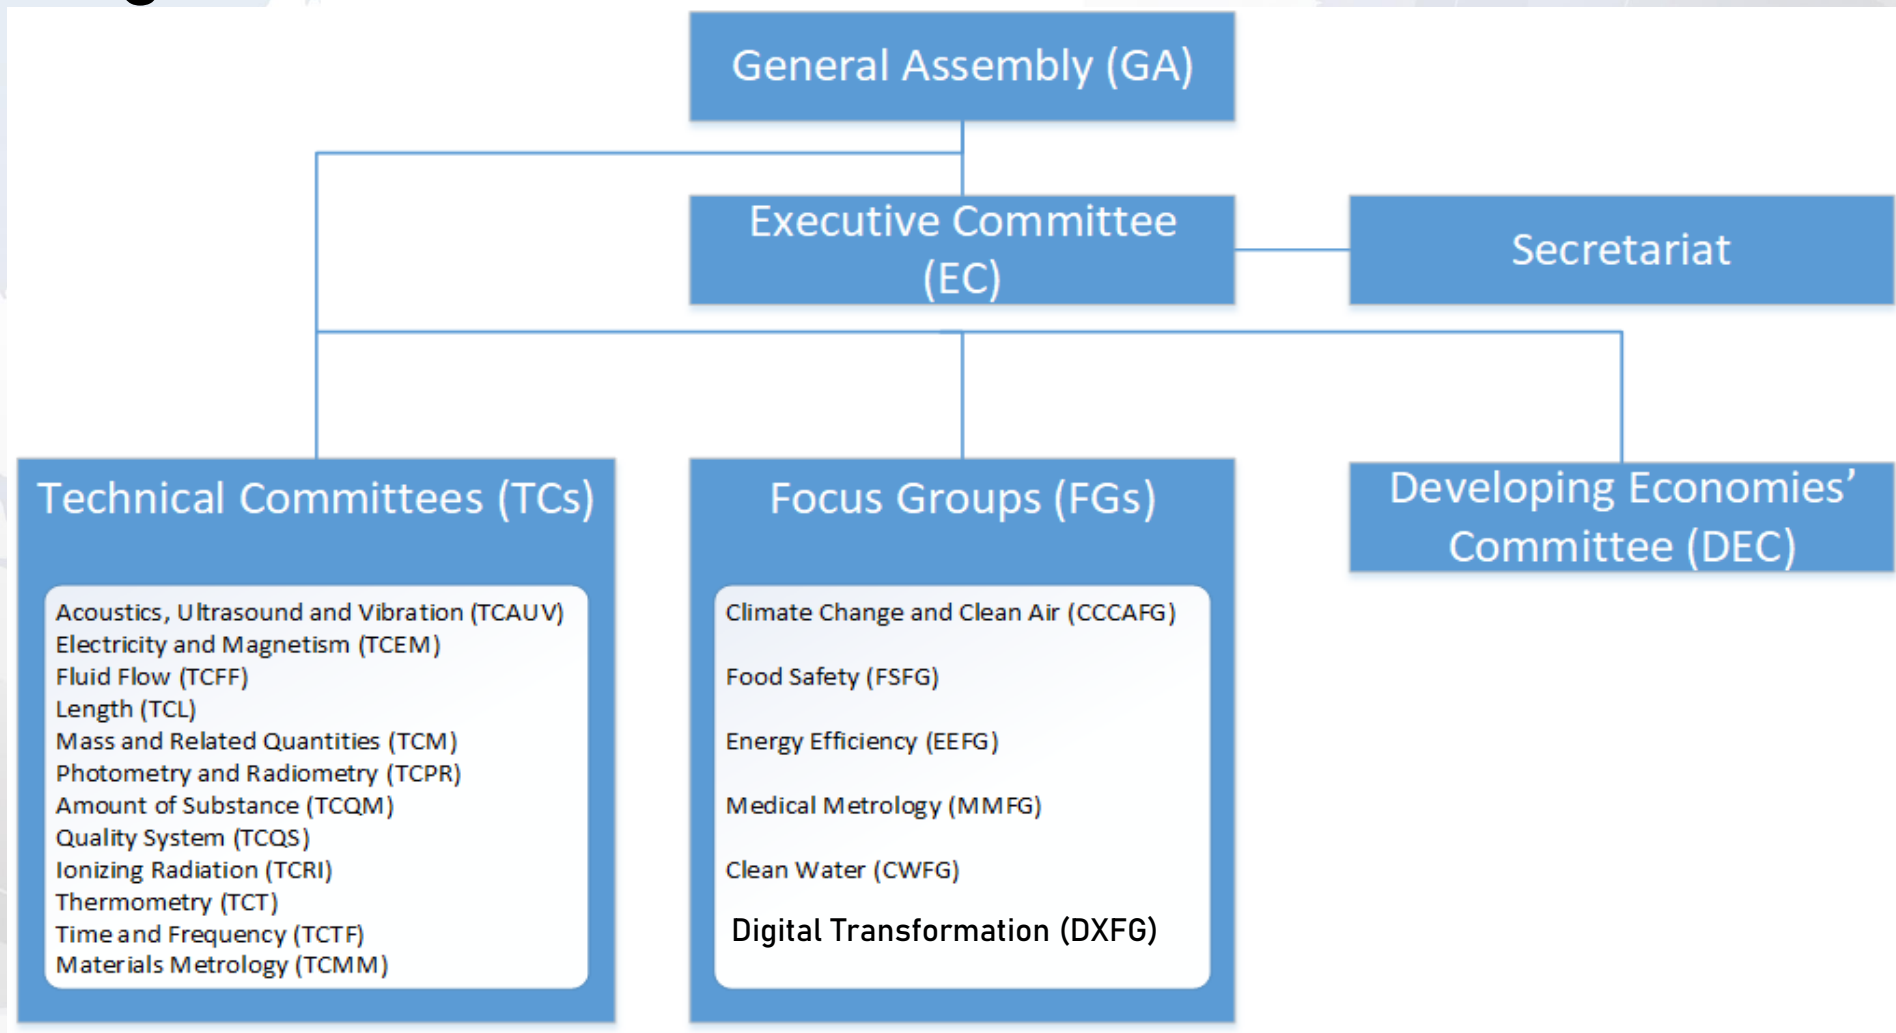 General Assembly (GA)
Executive Committee
(EC)
Secretariat
Technical Committees (TCs)
Acoustics, Ultrasound and Vibration (TCAUV)
Electricity and Magnetism (TCEM)
Fluid Flow (TCFF)
Length (TCL)
Mass and Related Quantities (TCM)
Photometry and Radiometry (TCPR)
Amount of Substance (TCQM)
Quality System (TCQS)
Ionizing Radiation (TCRI)
Thermometry (TCT)
Time and Frequency (TCTF)
Materials Metrology (TCMM)
Focus Groups (FGs)
Climate Change and Clean Air (CCCAFG)
Food Safety (FSFG)
Energy Efficiency (EEFG)
Medical Metrology (MMFG)
Clean Water (CWFG)
Digital Transformation (DXFG)
Developing Economies’
Committee (DEC)